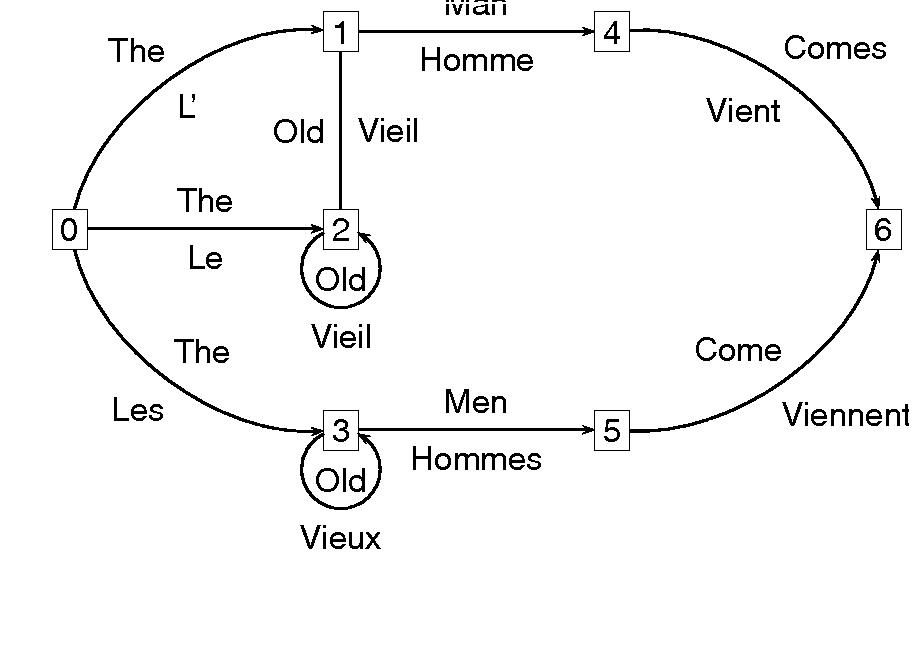 Man
The
1
4
Comes
Homme
L'
Vient
Old
Vieil
The
0
2
6
Le
Old
Vieil
The
Come
Les
Men
Viennent
3
5
Hommes
Old
Vieux